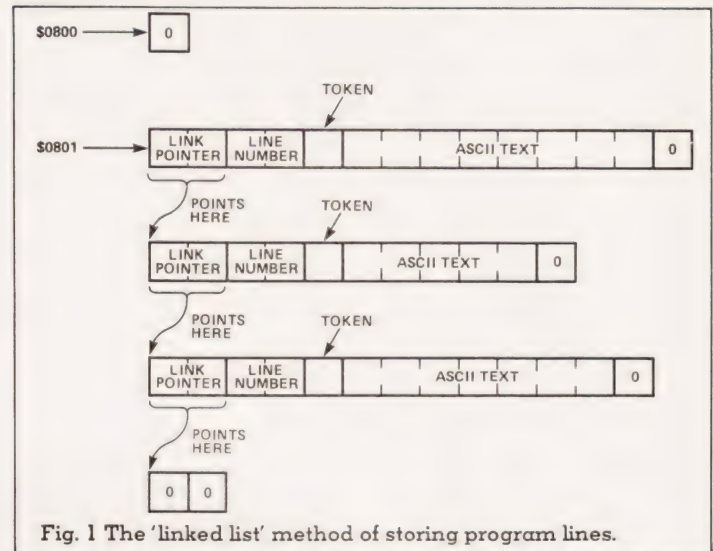 $0800
0
TOKEN
$0801
LINK
POINTER
LINE
NUMBER
ASCII TEXT
0
POINTS
HERE
TOKEN
LINK
POINTER
LINE
NUMBER
ASCII TEXT
0
POINTS
HERE
TOKEN
LINK
POINTER
LINE
NUMBER
ASCII TEXT
0
POINTS
HERE
0 0
Fig. 1 The 'linked list' method of storing program lines.